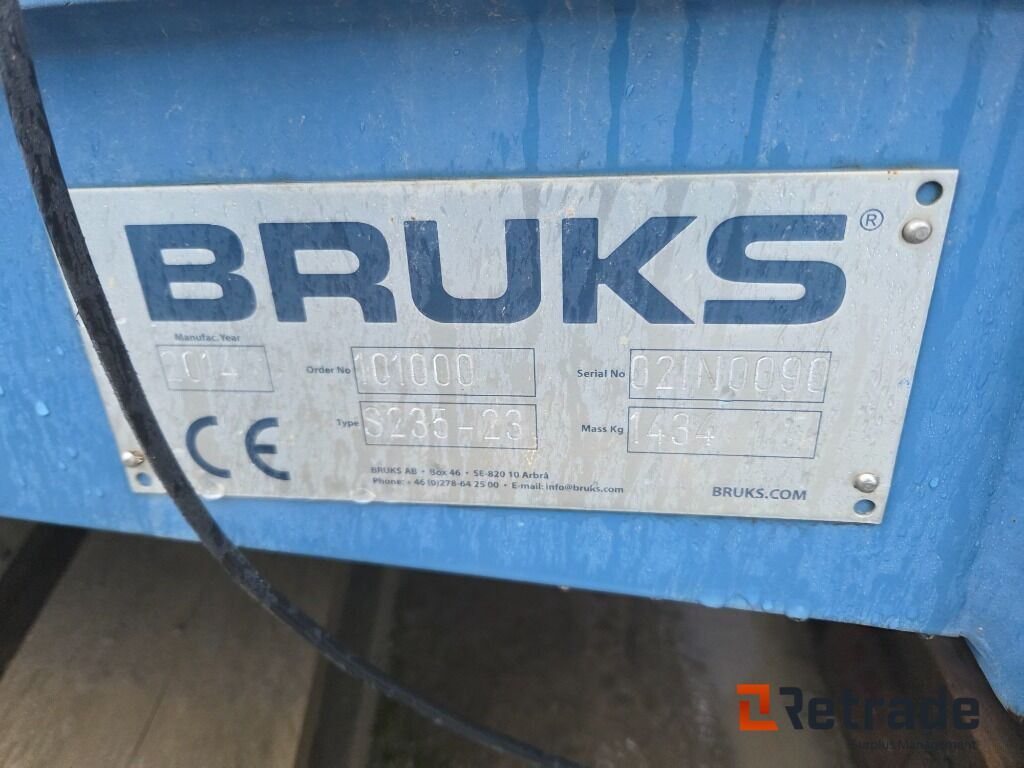 BRUKS®
Manufac. Year
2014
Order No 101000
Serial No 02IN0090
Type S235-23
Mass Kg 1434
CE
BRUKS AB • Box 46 • SE-820 10 Arbrå
Phone: + 46 (0)278-64 25 00 • E-mail: info@bruks.com
BRUKS.COM
Retrade
Surplus Management